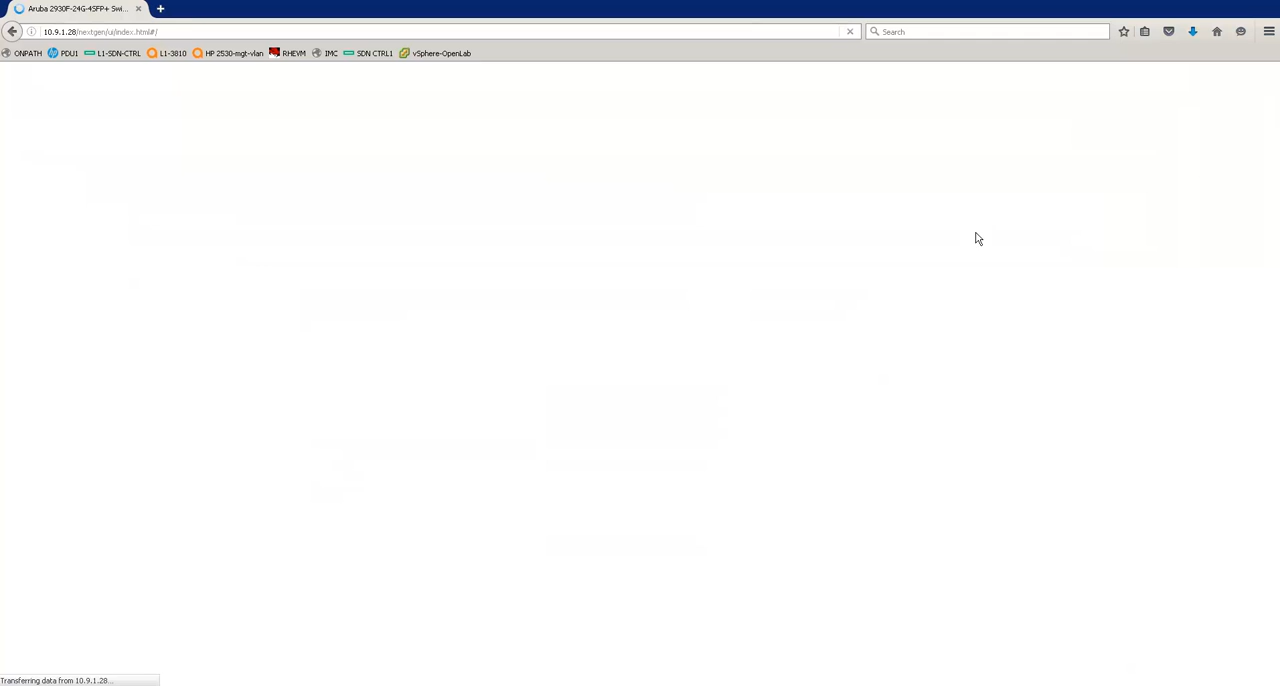 Aruba 2930F-24G-4SFP+ Swi...
10.9.1.28/nextgen/ui/index.html#/
Search
ONPATH PDU1 L1-SDN-CTRL L1-3810 HP 2530-mgt-vlan RHEVM IMC SDN CTRL1 vSphere-OpenLab
Transferring data from 10.9.1.28...